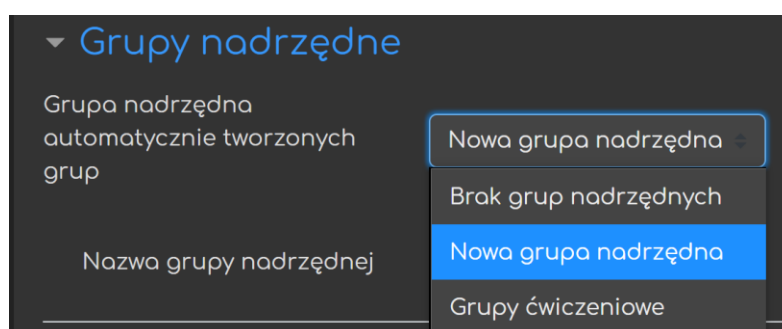 Grupy nadrzędne
Grupa nadrzędna
automatycznie tworzonych
grup
Nowa grupa nadrzędna
Brak grup nadrzędnych
Nowa grupa nadrzędna
Grupy ćwiczeniowe
Nazwa grupy nadrzędnej